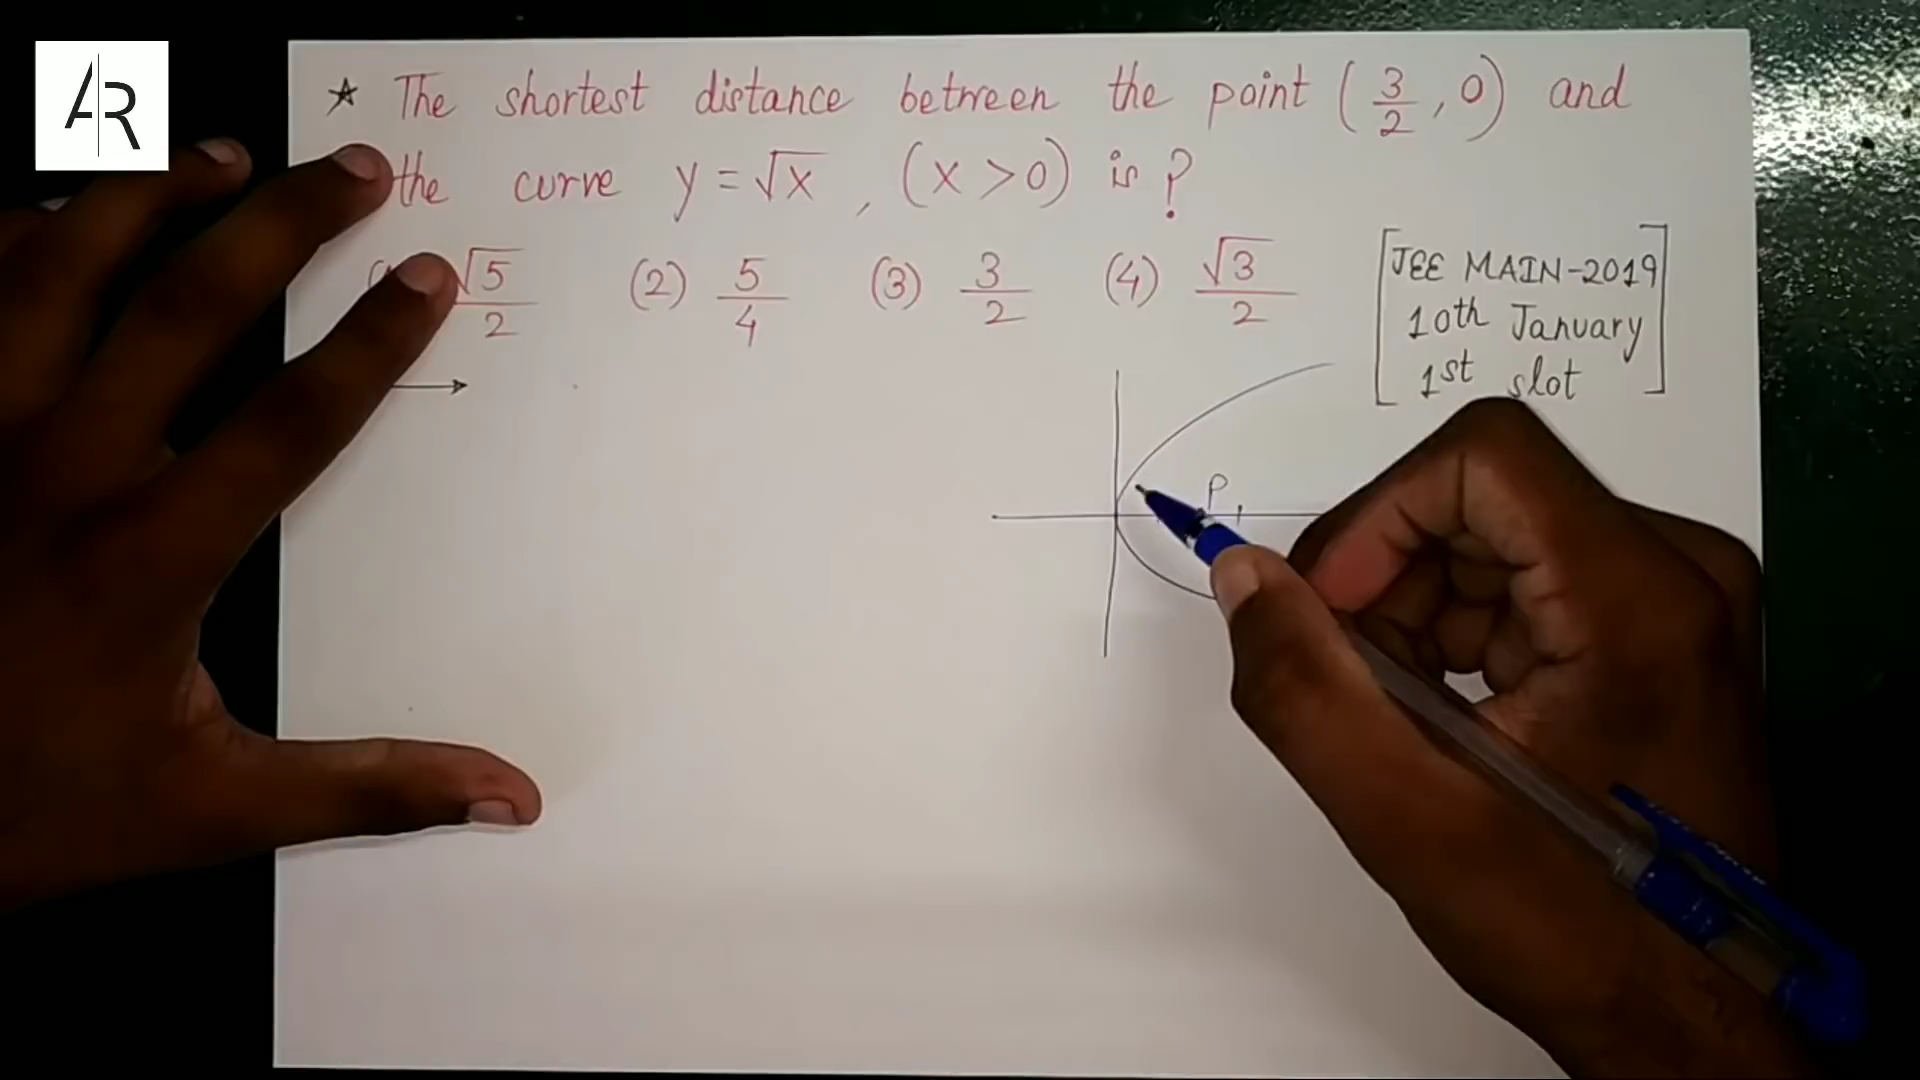 AR
★ The shortest distance between the point (3/2, 0) and
the curve y = √x , (x > 0) is ?
√5/2 (2) 5/4 (3) 3/2 (4) √3/2
[JEE MAIN-2019
10th January
1st slot]
P